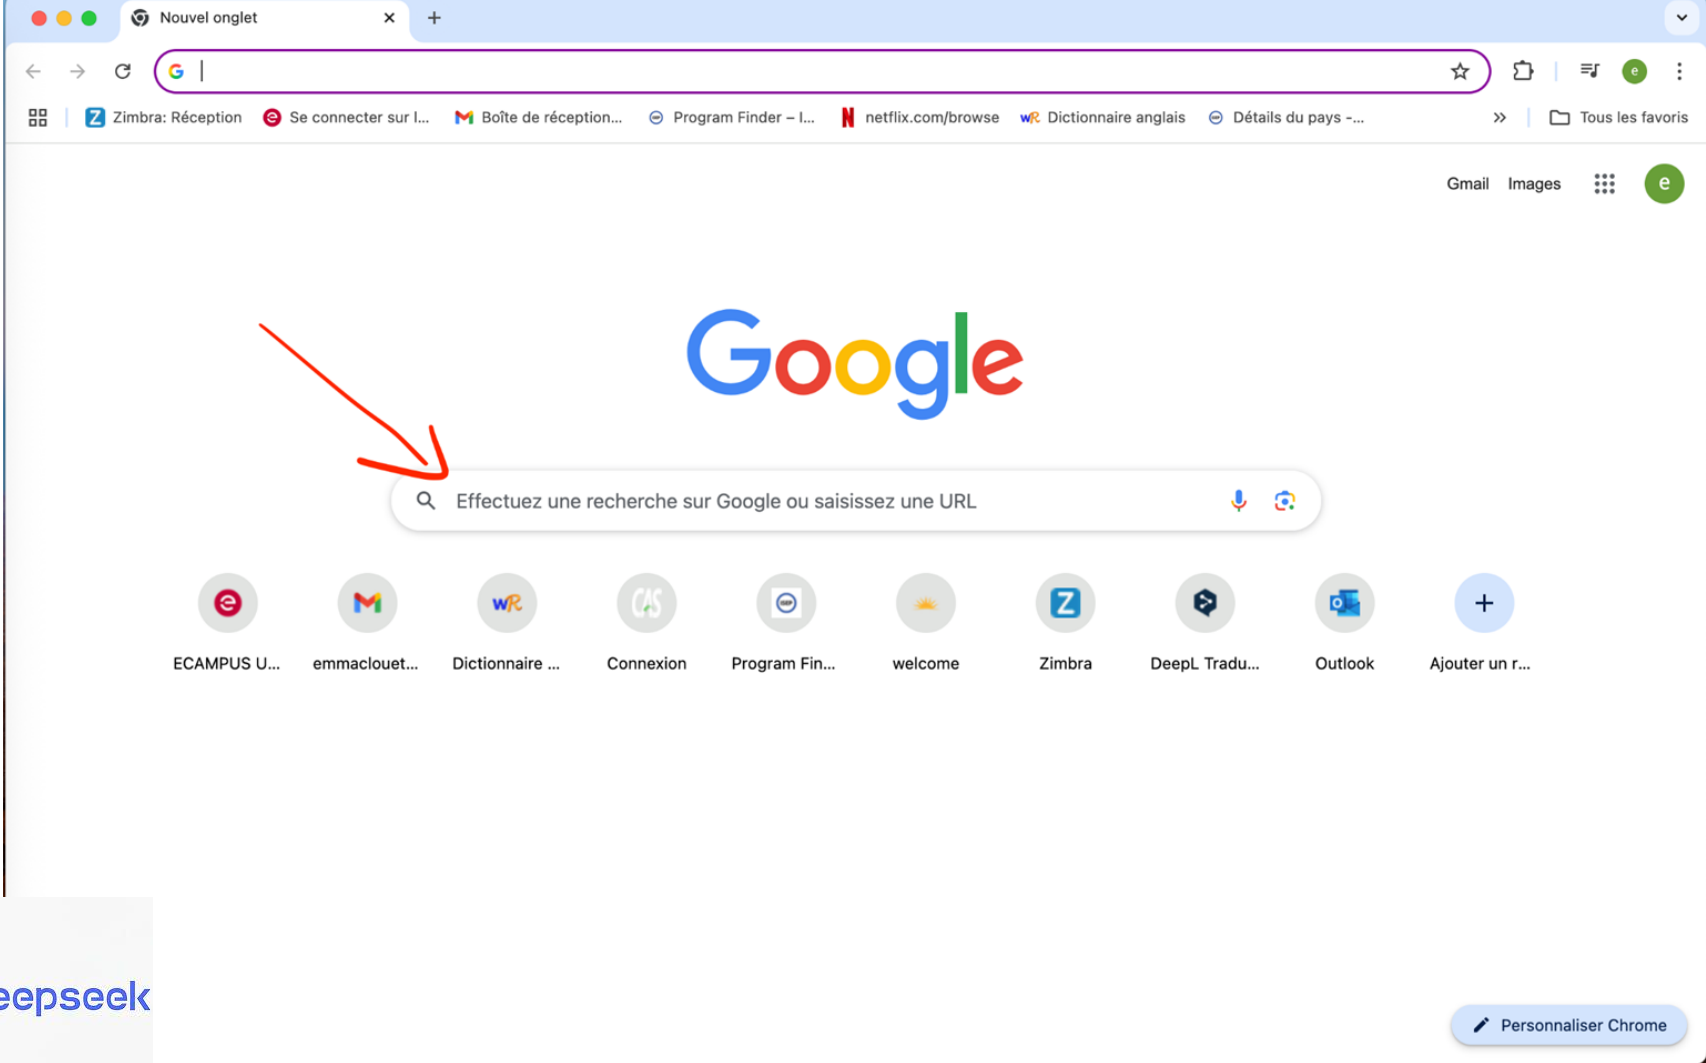 Nouvel onglet
Zimbra: Réception
Se connecter sur l...
Boîte de réception...
Program Finder – I...
netflix.com/browse
Dictionnaire anglais
Détails du pays -...
Tous les favoris
Gmail
Images
e
e
Google
Effectuez une recherche sur Google ou saisissez une URL
ECAMPUS U...
emmaclouet...
Dictionnaire ...
Connexion
Program Fin...
welcome
Zimbra
DeepL Tradu...
Outlook
Ajouter un r...
eepseek
Personnaliser Chrome